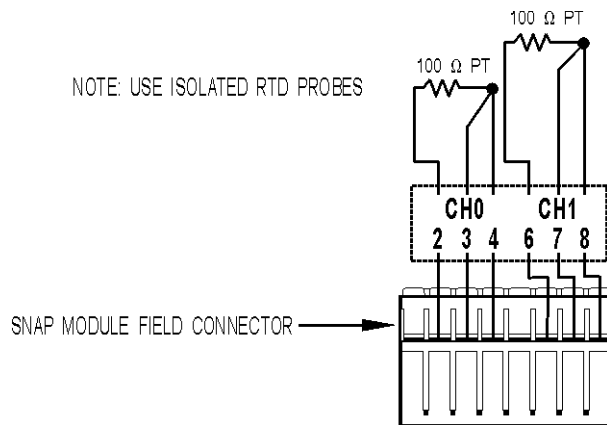 100 Ω PT
100 Ω PT
NOTE: USE ISOLATED RTD PROBES
CH0 CH1
2 3 4 6 7 8
SNAP MODULE FIELD CONNECTOR